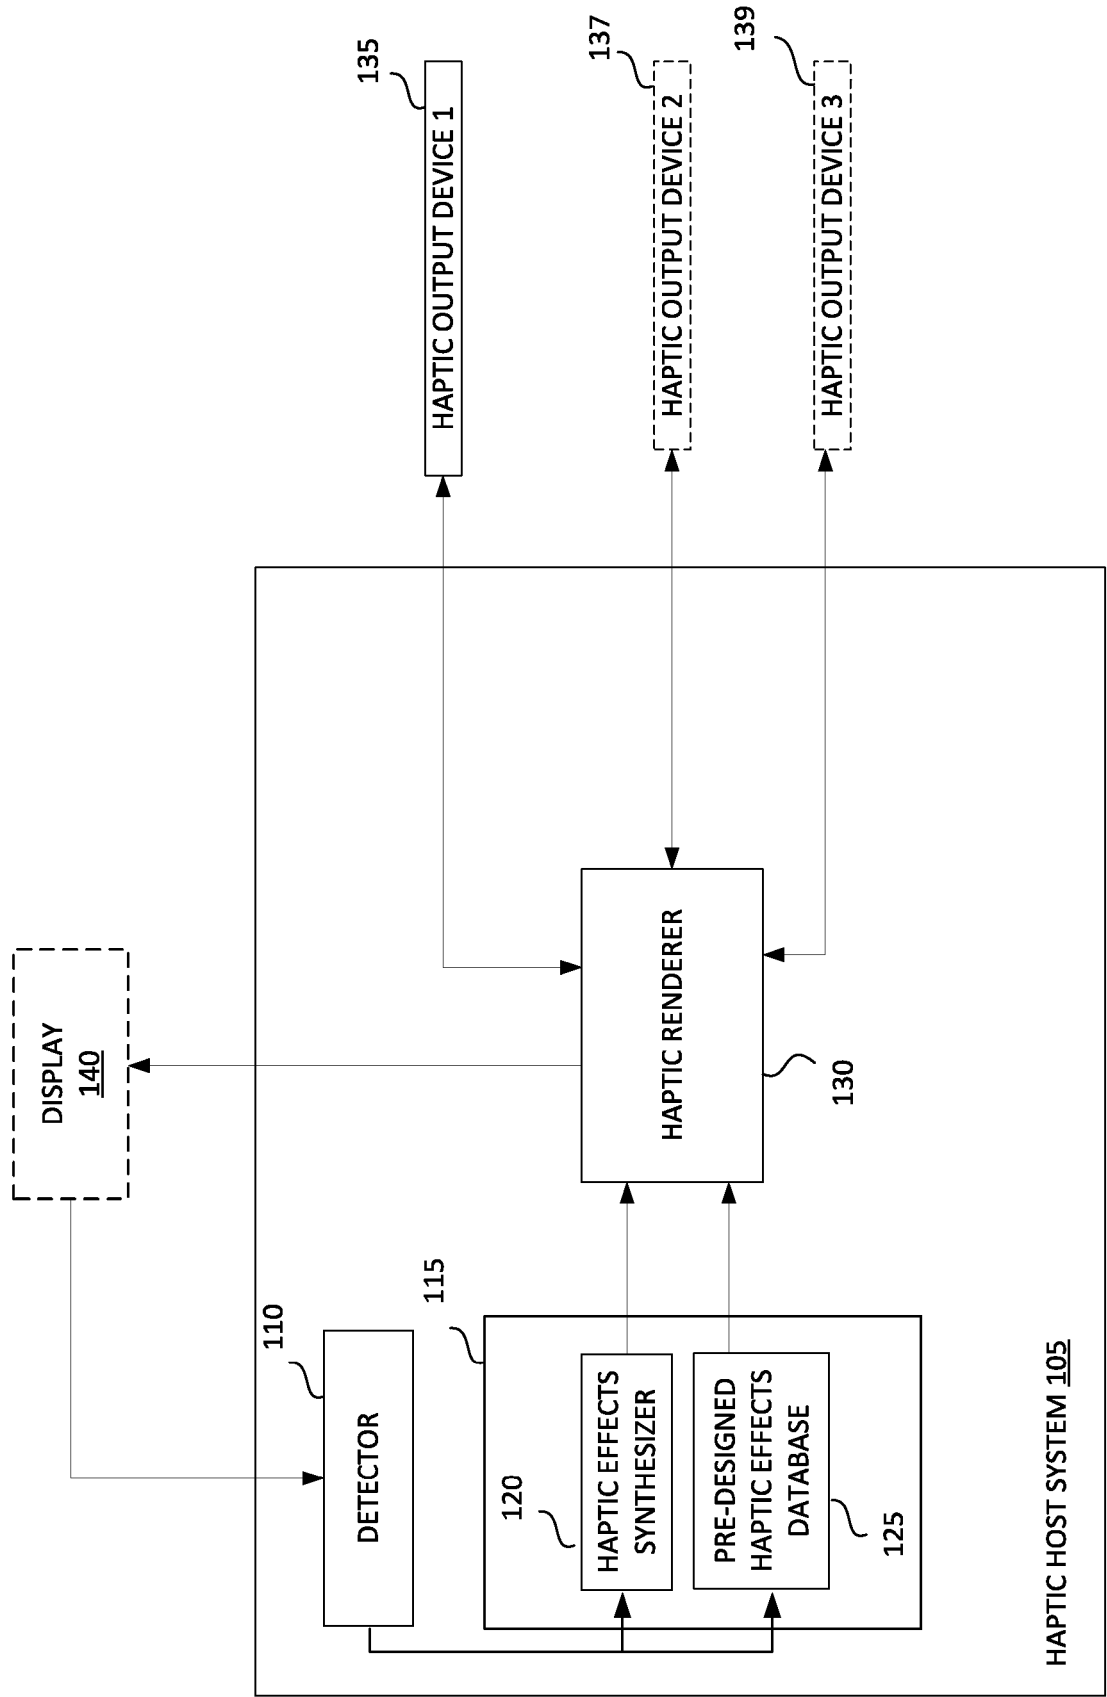 DISPLAY
140
110
DETECTOR
115
120
HAPTIC EFFECTS
SYNTHESIZER
PRE-DESIGNED
HAPTIC EFFECTS
DATABASE
125
HAPTIC RENDERER
130
135
HAPTIC OUTPUT DEVICE 1
137
HAPTIC OUTPUT DEVICE 2
139
HAPTIC OUTPUT DEVICE 3
HAPTIC HOST SYSTEM 105